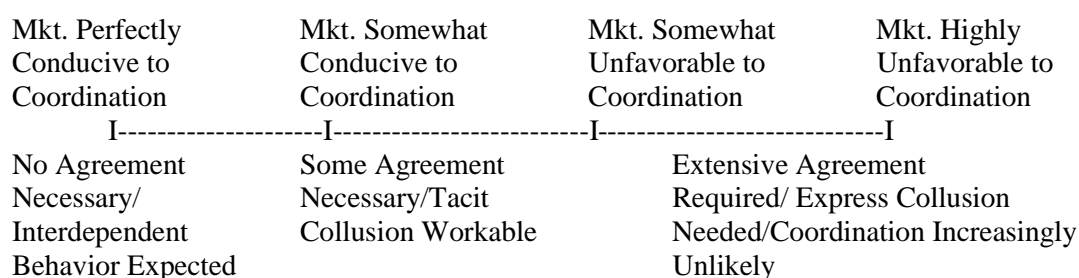 Mkt. Perfectly Mkt. Somewhat Mkt. Somewhat Mkt. Highly
Conducive to Conducive to Unfavorable to Unfavorable to
Coordination Coordination Coordination Coordination
I---------------------I--------------------------I-----------------------------I
No Agreement Some Agreement Extensive Agreement
Necessary/ Necessary/Tacit Required/ Express Collusion
Interdependent Collusion Workable Needed/Coordination Increasingly
Behavior Expected Unlikely